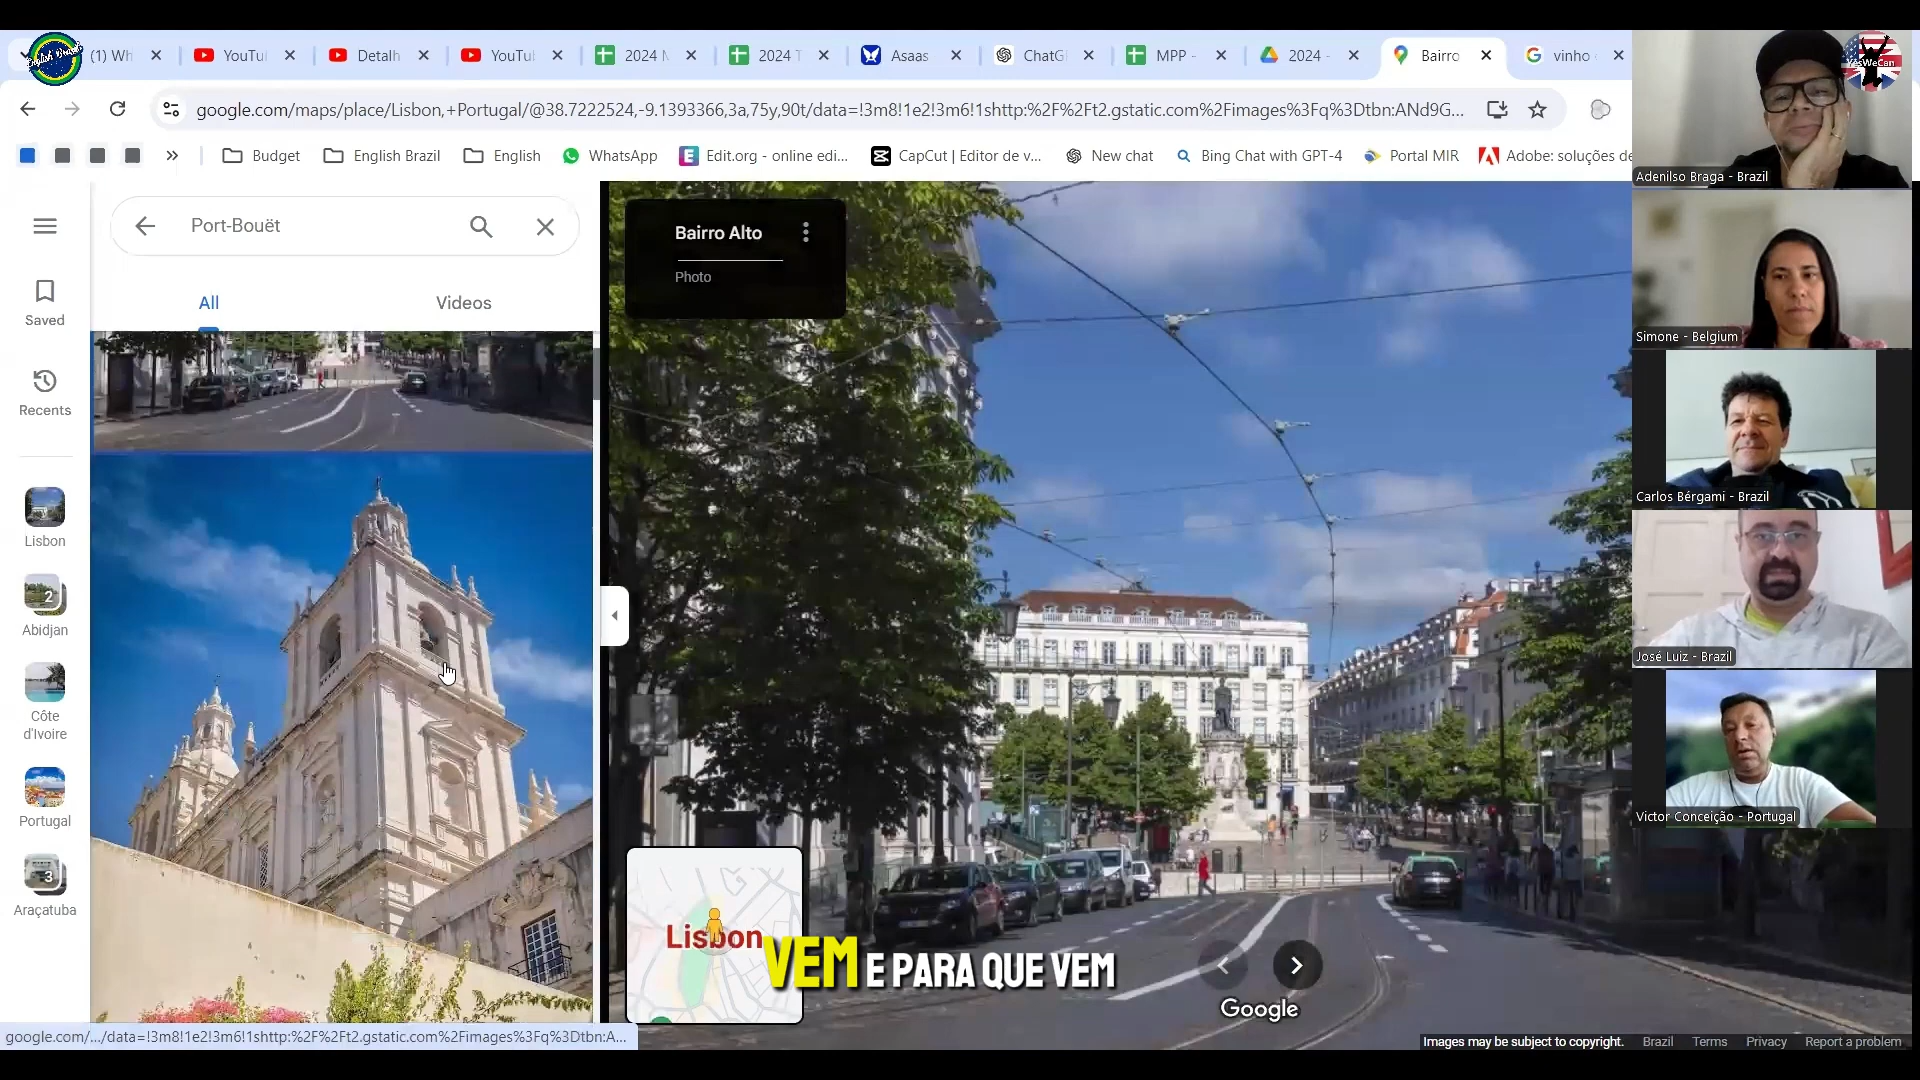 English Brazil
(1) Wh
YouTu
Detalh
YouTu
2024 M
2024 T
Asaas
ChatG
MPP -
2024 -
Bairro
vinho
YesWeCan
google.com/maps/place/Lisbon,+Portugal/@38.7222524,-9.1393366,3a,75y,90t/data=!3m8!1e2!3m6!1shttp:%2F%2Ft2.gstatic.com%2Fimages%3Fq%3Dtbn:ANd9G...
Budget
English Brazil
English
WhatsApp
Edit.org - online edi...
CapCut | Editor de v...
New chat
Bing Chat with GPT-4
Portal MIR
Adobe: soluções de
Adenilso Braga - Brazil
Port-Bouët
All
Videos
Saved
Recents
Lisbon
2
Abidjan
Côte
d'Ivoire
Portugal
3
Araçatuba
Bairro Alto
Photo
Simone - Belgium
Carlos Bérgami - Brazil
José Luiz - Brazil
Victor Conceição - Portugal
Lisbon
VEM E PARA QUE VEM
Google
google.com/.../data=!3m8!1e2!3m6!1shttp:%2F%2Ft2.gstatic.com%2Fimages%3Fq%3Dtbn:A...
Images may be subject to copyright.
Brazil
Terms
Privacy
Report a problem